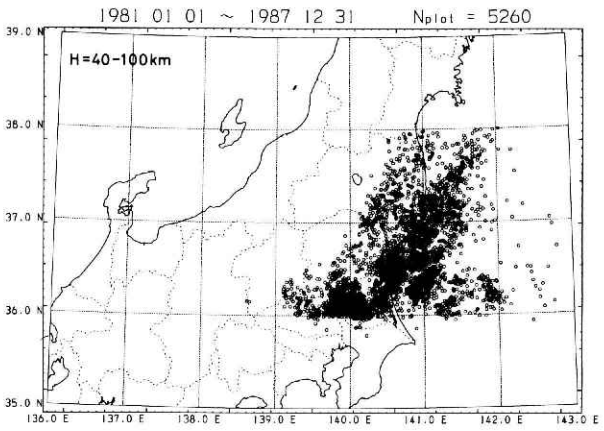 1981 01 01 ~ 1987 12 31 Nplot = 5260
39.0 N
H=40-100km
38.0 N
37.0 N
36.0 N
35.0 N
136.0 E 137.0 E 138.0 E 139.0 E 140.0 E 141.0 E 142.0 E 143.0 E